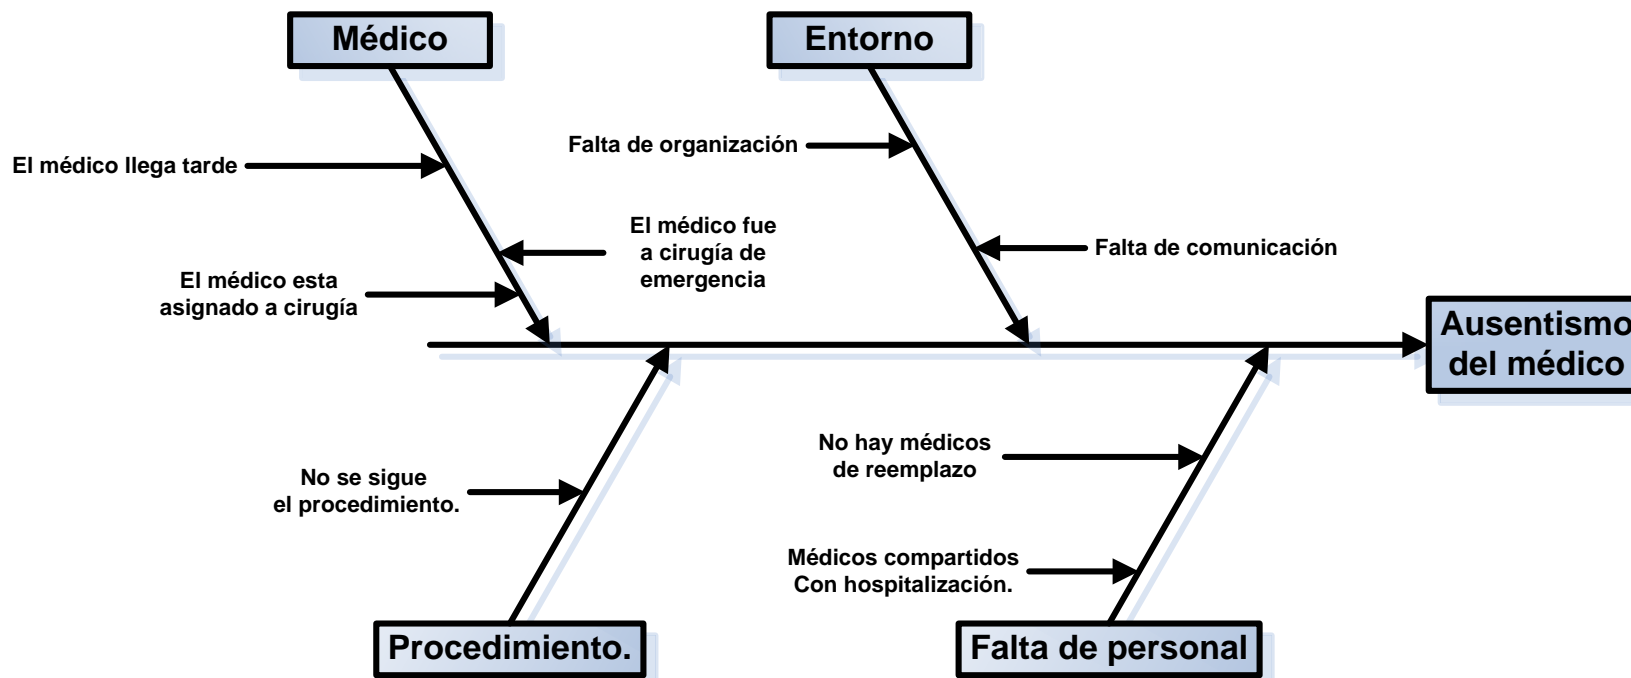 Médico
Entorno
Falta de organización
El médico llega tarde
El médico fue
a cirugía de
emergencia
Falta de comunicación
El médico esta
asignado a cirugía
Ausentismo
del médico
No hay médicos
de reemplazo
No se sigue
el procedimiento.
Médicos compartidos
Con hospitalización.
Procedimiento.
Falta de personal